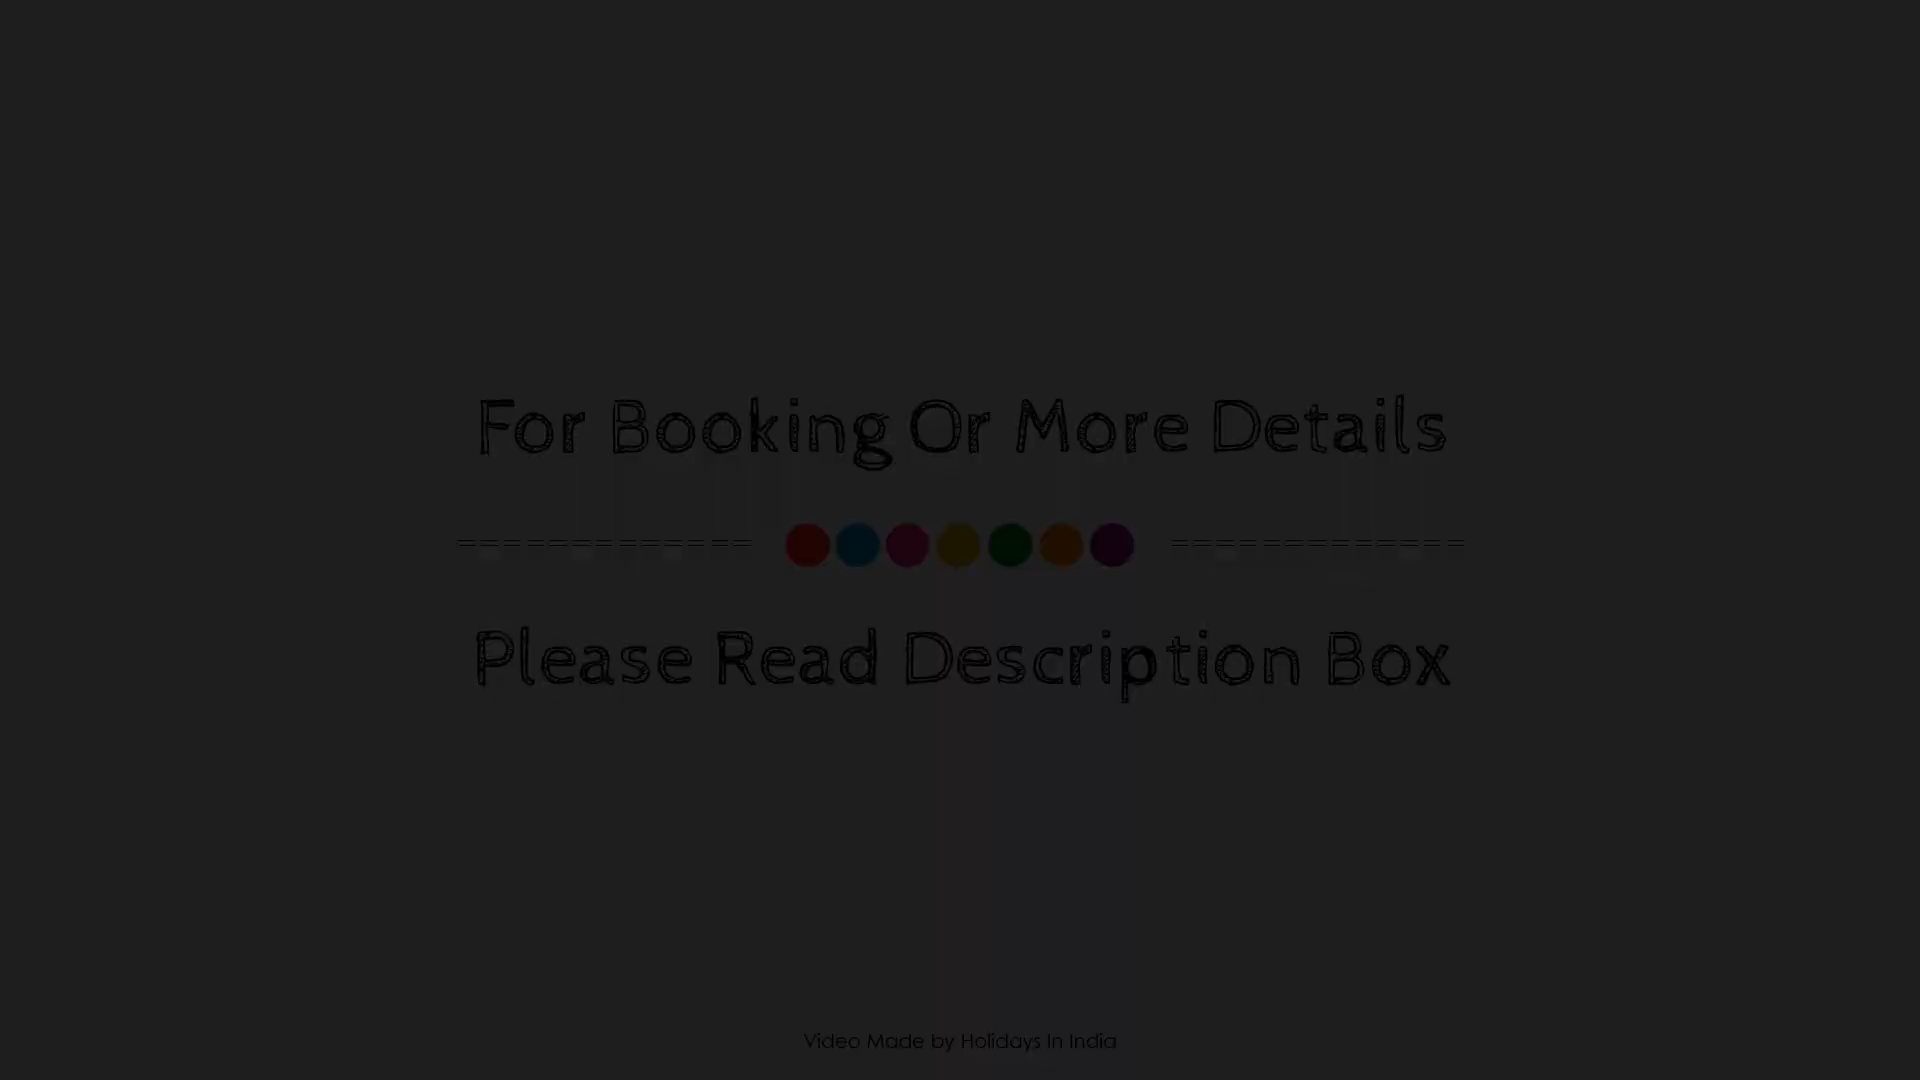 For Booking Or More Details
Please Read Description Box
Video Made by Holidays In India